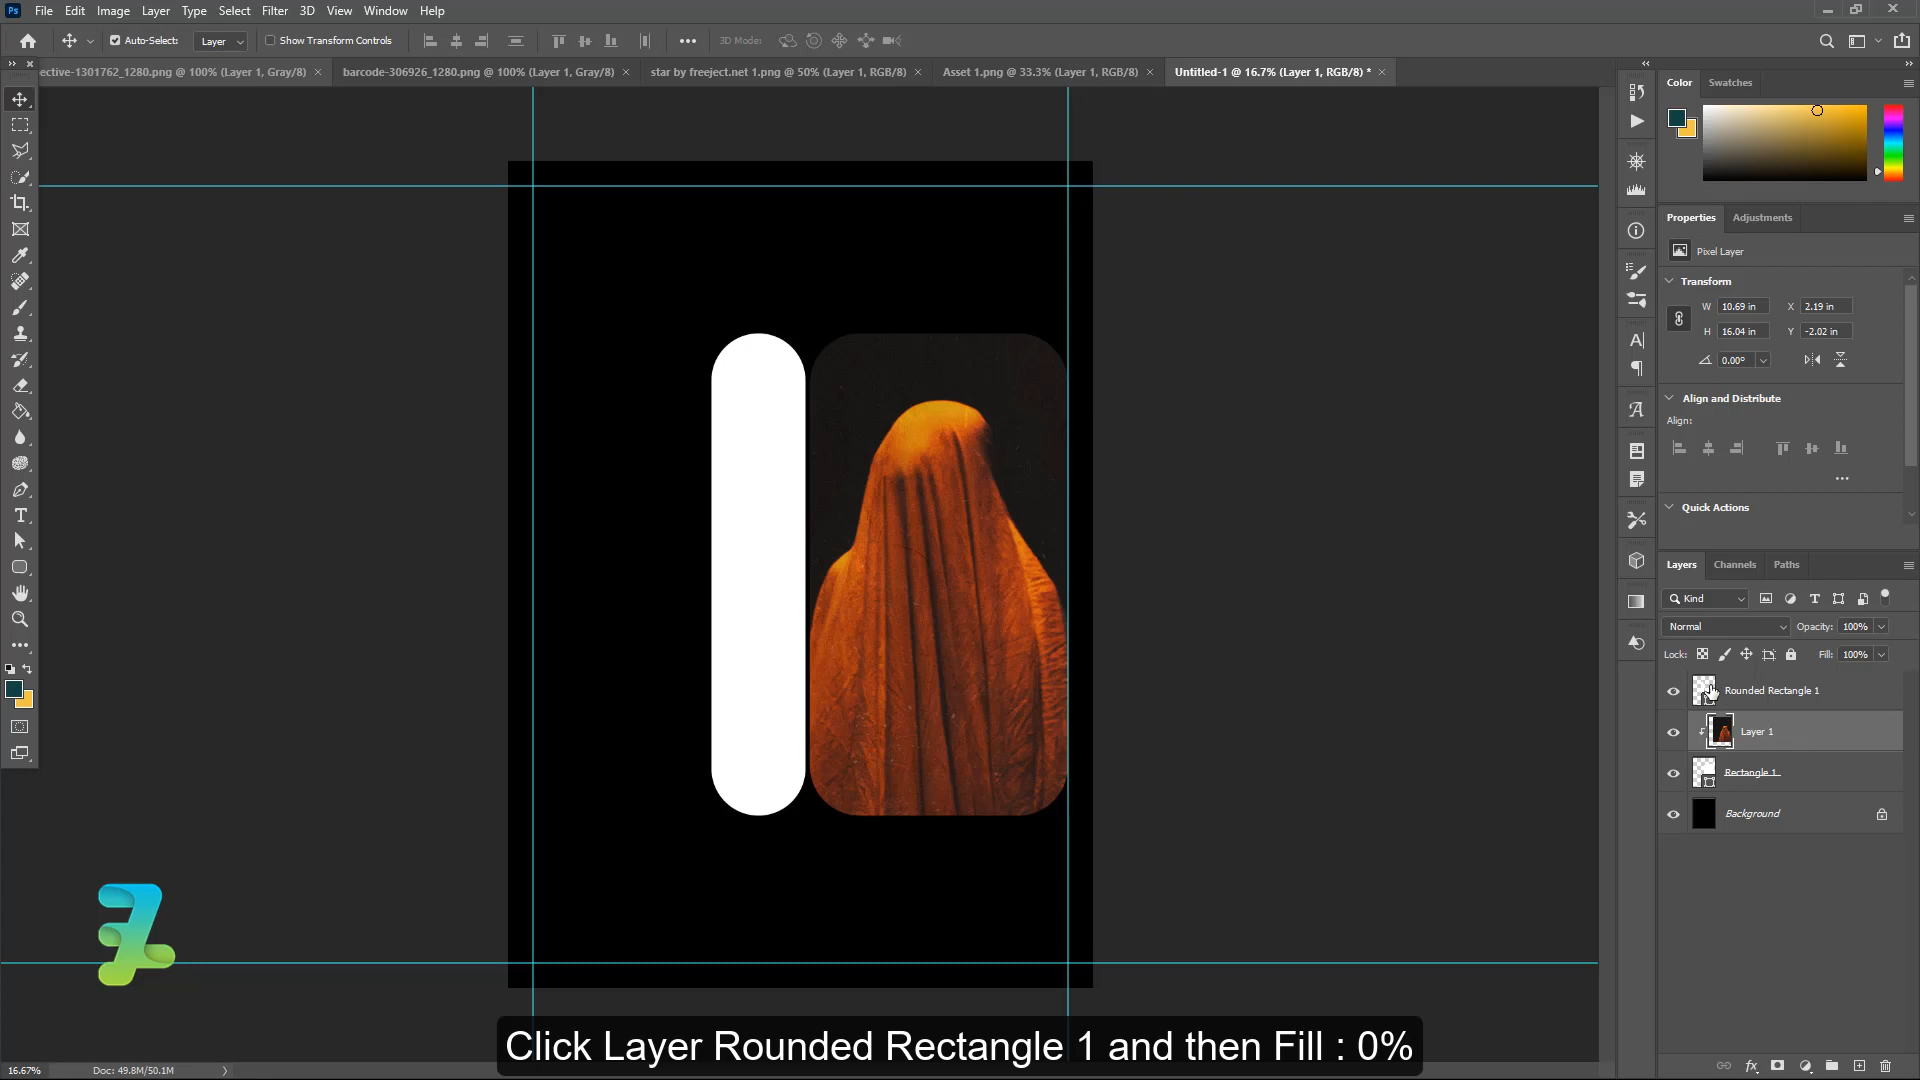 Ps File Edit Image Layer Type Select Filter 3D View Window Help
Auto-Select: Layer Show Transform Controls 3D Mode:
ective-1301762_1280.png @ 100% (Layer 1, Gray/8) × barcode-306926_1280.png @ 100% (Layer 1, Gray/8) × star by freeject.net 1.png @ 50% (Layer 1, RGB/8) × Asset 1.png @ 33.3% (Layer 1, RGB/8) × Untitled-1 @ 16.7% (Layer 1, RGB/8) * ×
Color Swatches
Properties Adjustments
Pixel Layer
Transform
W 10.69 in X 2.19 in
H 16.04 in Y -2.02 in
0.00°
Align and Distribute
Align:
Quick Actions
Layers Channels Paths
Kind
Normal Opacity: 100%
Lock: Fill: 100%
Rounded Rectangle 1
Layer 1
Rectangle 1
Background
Click Layer Rounded Rectangle 1 and then Fill : 0%
16.67% Doc: 49.8M/50.1M